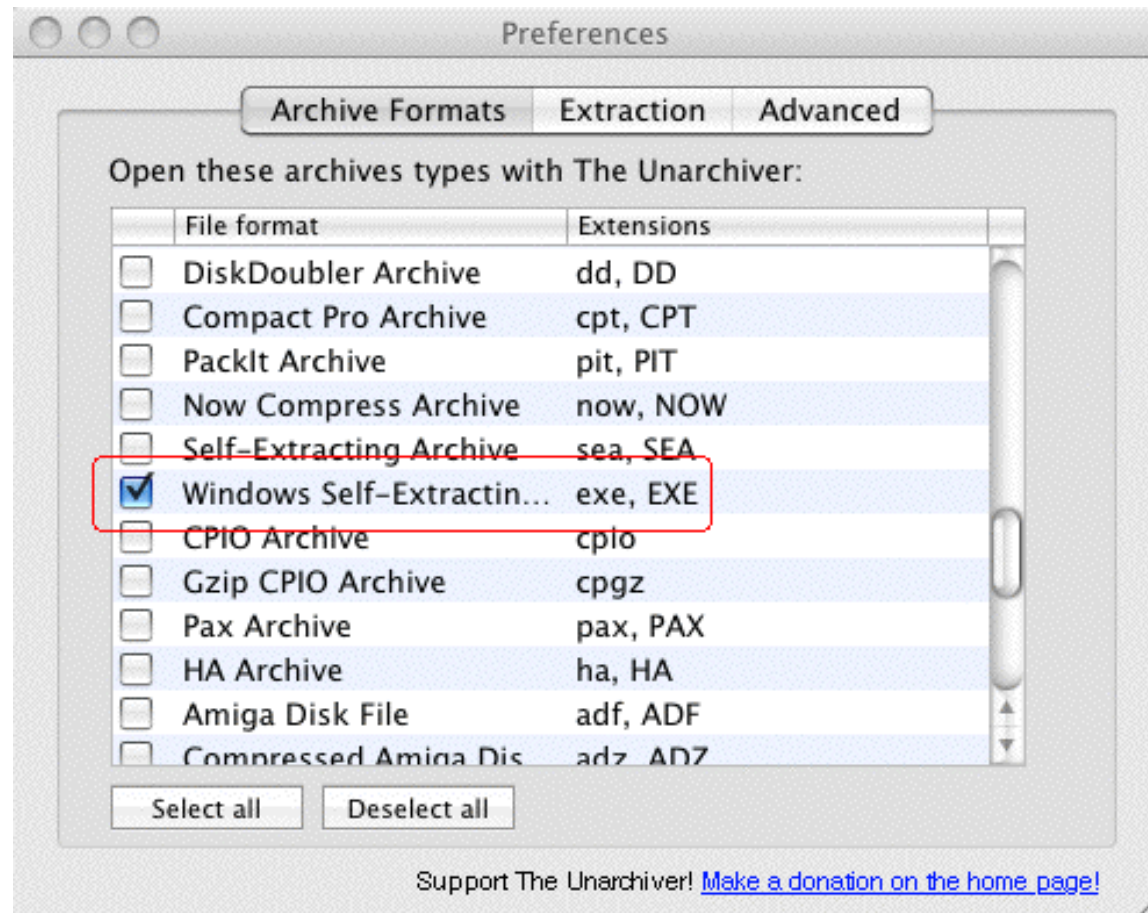 Preferences
Archive Formats Extraction Advanced
Open these archives types with The Unarchiver:
File format Extensions
DiskDoubler Archive dd, DD
Compact Pro Archive cpt, CPT
PackIt Archive pit, PIT
Now Compress Archive now, NOW
Self-Extracting Archive sea, SEA
Windows Self-Extractin... exe, EXE
CPIO Archive cpio
Gzip CPIO Archive cpgz
Pax Archive pax, PAX
HA Archive ha, HA
Amiga Disk File adf, ADF
Compressed Amiga Dis adz, ADZ
Select all Deselect all
Support The Unarchiver! Make a donation on the home page!